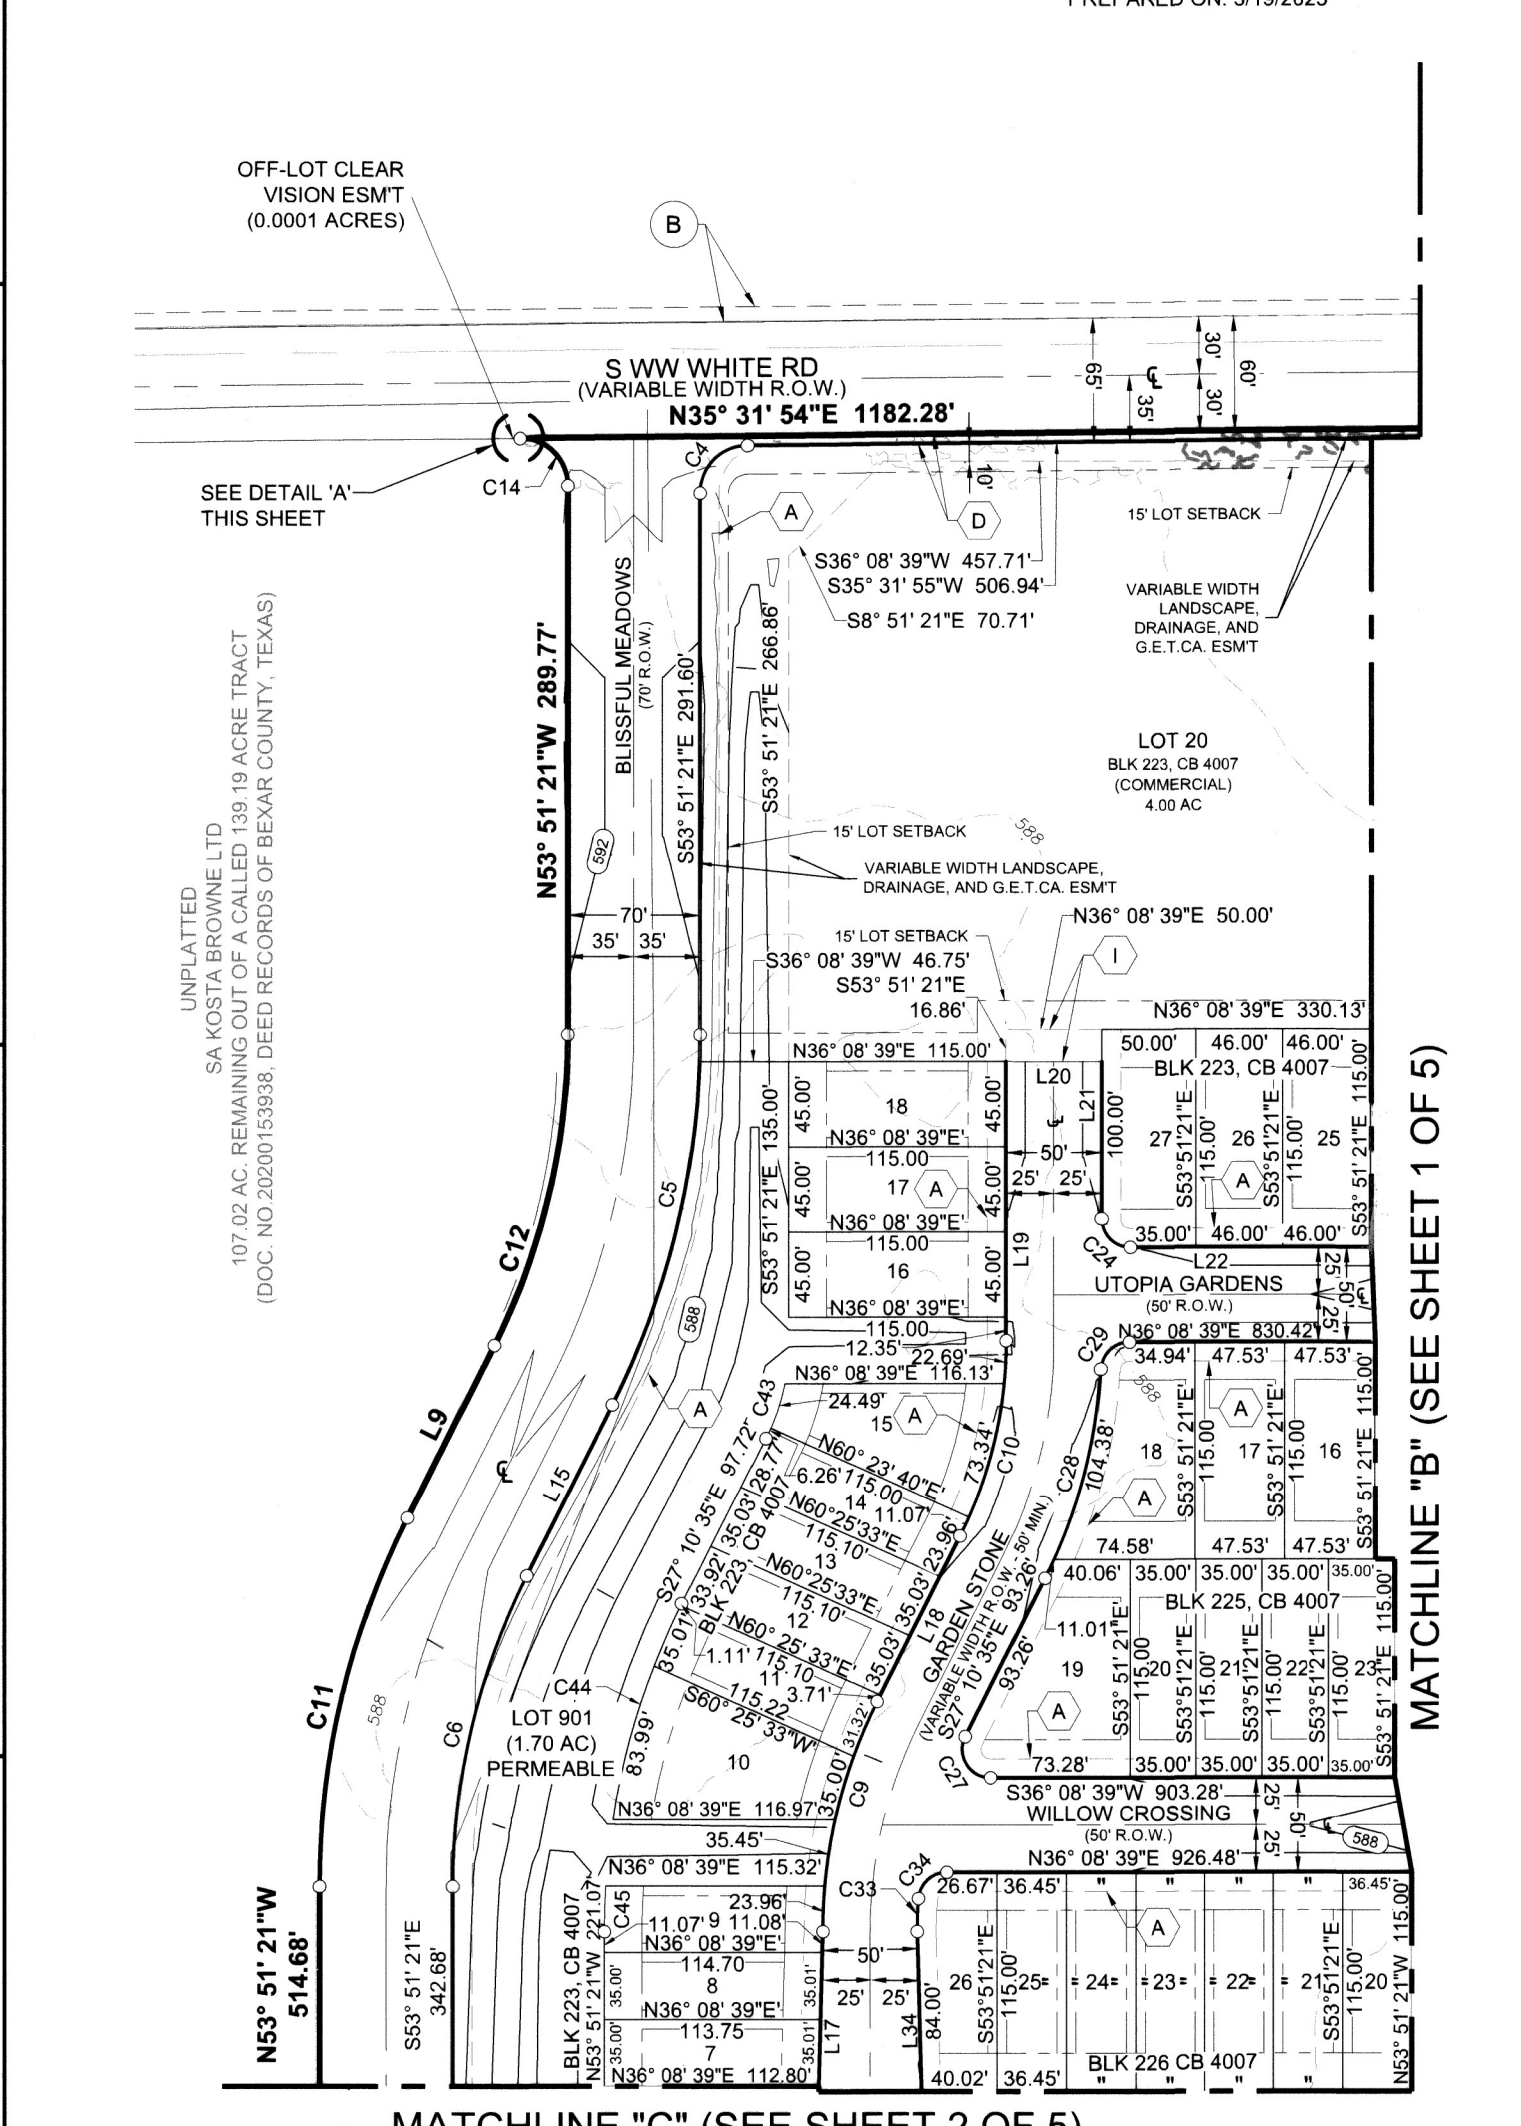 PREPARED ON: 3/19/2025
OFF-LOT CLEAR
VISION ESM'T
(0.0001 ACRES)
B
S WW WHITE RD
(VARIABLE WIDTH R.O.W.)
N35° 31' 54"E 1182.28'
65'
35'
30'
30'
60'
SEE DETAIL 'A'
THIS SHEET
C14
C4
A
D
10'
15' LOT SETBACK
S36° 08' 39"W 457.71'
S35° 31' 55"W 506.94'
S8° 51' 21"E 70.71'
VARIABLE WIDTH
LANDSCAPE,
DRAINAGE, AND
G.E.T.CA. ESM'T
UNPLATTED
SA KOSTA BROWNE LTD
107.02 AC. REMAINING OUT OF A CALLED 139.19 ACRE TRACT
(DOC. NO.20200153938, DEED RECORDS OF BEXAR COUNTY, TEXAS)
N53° 51' 21"W 289.77'
BLISSFUL MEADOWS
(70' R.O.W.)
S53° 51' 21"E 291.60'
S53° 51' 21"E 266.86'
LOT 20
BLK 223, CB 4007
(COMMERCIAL)
4.00 AC
592
588
15' LOT SETBACK
VARIABLE WIDTH LANDSCAPE,
DRAINAGE, AND G.E.T.CA. ESM'T
70'
35'
35'
N36° 08' 39"E 50.00'
15' LOT SETBACK
I
S36° 08' 39"W 46.75'
S53° 51' 21"E
16.86'
N36° 08' 39"E 330.13'
N36° 08' 39"E 115.00'
50.00'
46.00'
46.00'
BLK 223, CB 4007
L20
L21
100.00'
45.00'
18
45.00'
N36° 08' 39"E
115.00
S53° 51' 21"E 135.00'
45.00'
17
A
45.00'
N36° 08' 39"E
115.00
45.00'
16
45.00'
N36° 08' 39"E
115.00
50'
25'
25'
27
S53°51'21"E
115.00'
26
S53°51'21"E
115.00'
25
S53° 51' 21"E 115.00'
A
35.00'
46.00'
46.00'
C5
C12
L19
C24
L22
UTOPIA GARDENS
(50' R.O.W.)
25'
50'
25'
N36° 08' 39"E 830.42'
C29
12.35'
22.69'
N36° 08' 39"E 116.13'
34.94'
47.53'
47.53'
588
588
A
C43
24.49'
15
A
73.34'
C10
C28
104.38'
A
18
S53° 51' 21"E
115.00
17
S53° 51' 21"E
115.00
16
S53° 51' 21"E 115.00'
A
L9
L15
S27° 10' 35"E 97.72'
28.77'
N60° 23' 40"E
6.26'
115.00
14
11.07'
23.96'
N60°25'33"E
115.10'
35.03'
13
35.03'
N60°25'33"E
115.10'
33.92'
BLK 223, CB 4007
12
35.03'
N60° 25' 33"E
115.10
1.11'
35.01'
11
3.71'
31.32'
115.22
S60° 25' 33"W
L18
GARDEN STONE
(VARIABLE WIDTH R.O.W. - 50' MIN.)
S27° 10' 35"E 93.26'
93.26'
74.58'
47.53'
47.53'
40.06'
35.00'
35.00'
35.00'
35.00'
BLK 225, CB 4007
11.01'
19
S53° 51' 21"E
115.00
20
S53°51'21"E
115.00'
21
S53°51'21"E
115.00'
22
S53°51'21"E
115.00'
23
S53° 51' 21"E 115.00'
A
73.28'
35.00'
35.00'
35.00'
35.00'
C11
588
C6
C44
LOT 901
(1.70 AC)
PERMEABLE
83.99'
10
35.00'
C9
C27
N36° 08' 39"E 116.97'
S36° 08' 39"W 903.28'
WILLOW CROSSING
(50' R.O.W.)
25'
50'
25'
588
N36° 08' 39"E 926.48'
35.45'
N36° 08' 39"E 115.32'
C33
C34
26.67'
36.45'
"
"
"
"
36.45'
N53° 51' 21"W
514.68'
S53° 51' 21"E
342.68'
BLK 223, CB 4007
N53° 51' 21"W 221.07'
C45
23.96'
11.07'
9
11.08'
N36° 08' 39"E
114.70
35.00'
8
35.01'
N36° 08' 39"E
113.75
35.00'
7
35.01'
N36° 08' 39"E 112.80'
50'
25'
25'
L17
L34
84.00'
A
26
S53°51'21"E
115.00'
25
24
23
22
21
S53°51'21"E
115.00'
20
N53° 51' 21"W 115.00'
BLK 226 CB 4007
40.02'
36.45'
"
"
"
"
MATCHLINE "B" (SEE SHEET 1 OF 5)
MATCHLINE "C" (SEE SHEET 2 OF 5)